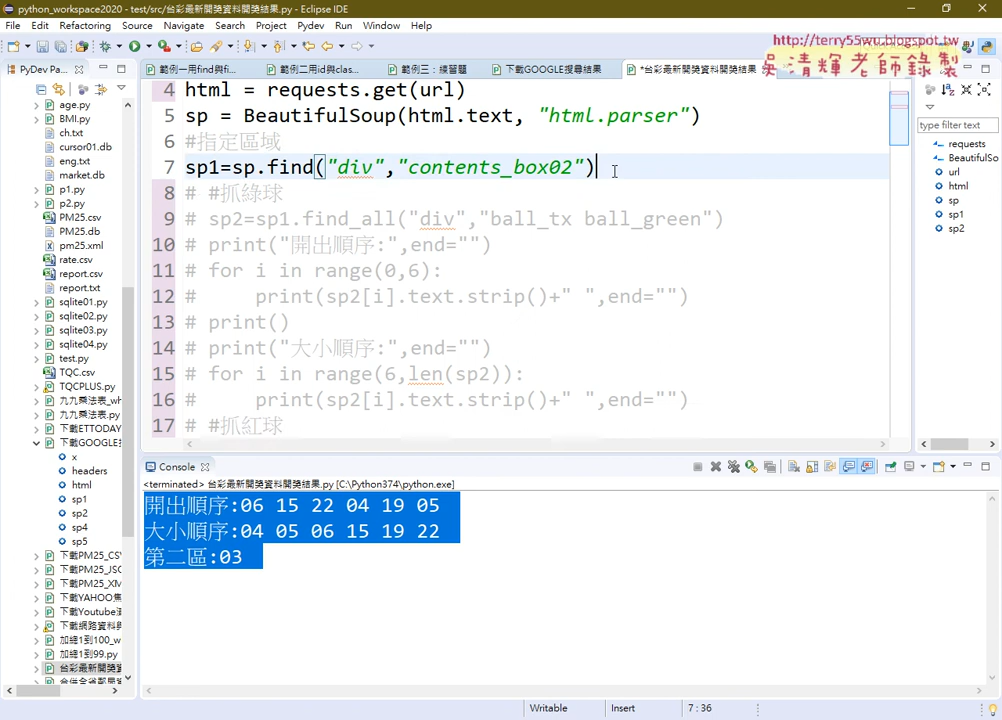 python_workspace2020 - test/src/台彩最新開獎資料開獎結果.py - Eclipse IDE
File Edit Refactoring Source Navigate Search Project Pydev Run Window Help
http://terry55wu.blogspot.tw
吳清輝老師錄製
PyDev Pa...
範例一用find與fi...
範例二用id與clas...
範例三：練習題
下載GOOGLE搜尋結果
*台彩最新開獎資料開獎結果
age.py
BMI.py
ch.txt
cursor01.db
eng.txt
market.db
p1.py
p2.py
PM25.csv
PM25.db
pm25.xml
rate.csv
report.csv
report.txt
sqlite01.py
sqlite02.py
sqlite03.py
sqlite04.py
test.py
TQC.csv
TQCPLUS.py
九九乘法表_wh
九九乘法表.py
下載ETTODAY
下載GOOGLE搜
x
headers
html
sp1
sp2
sp4
sp5
下載PM25_CSV
下載PM25_JSO
下載PM25_XM
下載YAHOO焦
下載Youtube演
下載網路資料與
加總1到100_w
加總1到99.py
台彩最新開獎資
4 html = requests.get(url)
5 sp = BeautifulSoup(html.text, "html.parser")
6 #指定區域
7 sp1=sp.find("div","contents_box02")
8 # #抓綠球
9 # sp2=sp1.find_all("div","ball_tx ball_green")
10 # print("開出順序:",end="")
11 # for i in range(0,6):
12 #     print(sp2[i].text.strip()+" ",end="")
13 # print()
14 # print("大小順序:",end="")
15 # for i in range(6,len(sp2)):
16 #     print(sp2[i].text.strip()+" ",end="")
17 # #抓紅球
type filter text
requests
BeautifulSo
url
html
sp
sp1
sp2
Console
<terminated> 台彩最新開獎資料開獎結果.py [C:\Python374\python.exe]
開出順序:06 15 22 04 19 05
大小順序:04 05 06 15 19 22
第二區:03
Writable Insert 7 : 36